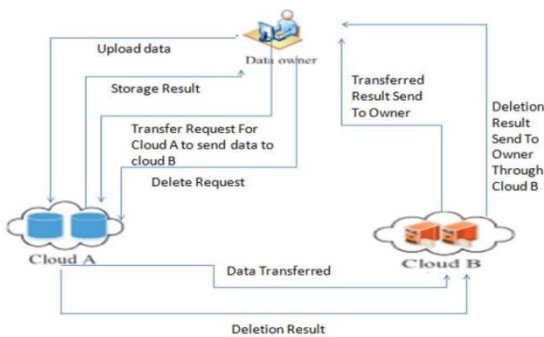 Upload data
Data owner
Storage Result
Transferred
Result Send
To Owner
Deletion
Result
Send To
Owner
Through
Cloud B
Transfer Request For
Cloud A to send data to
cloud B
Delete Request
Cloud A
Cloud B
Data Transferred
Deletion Result